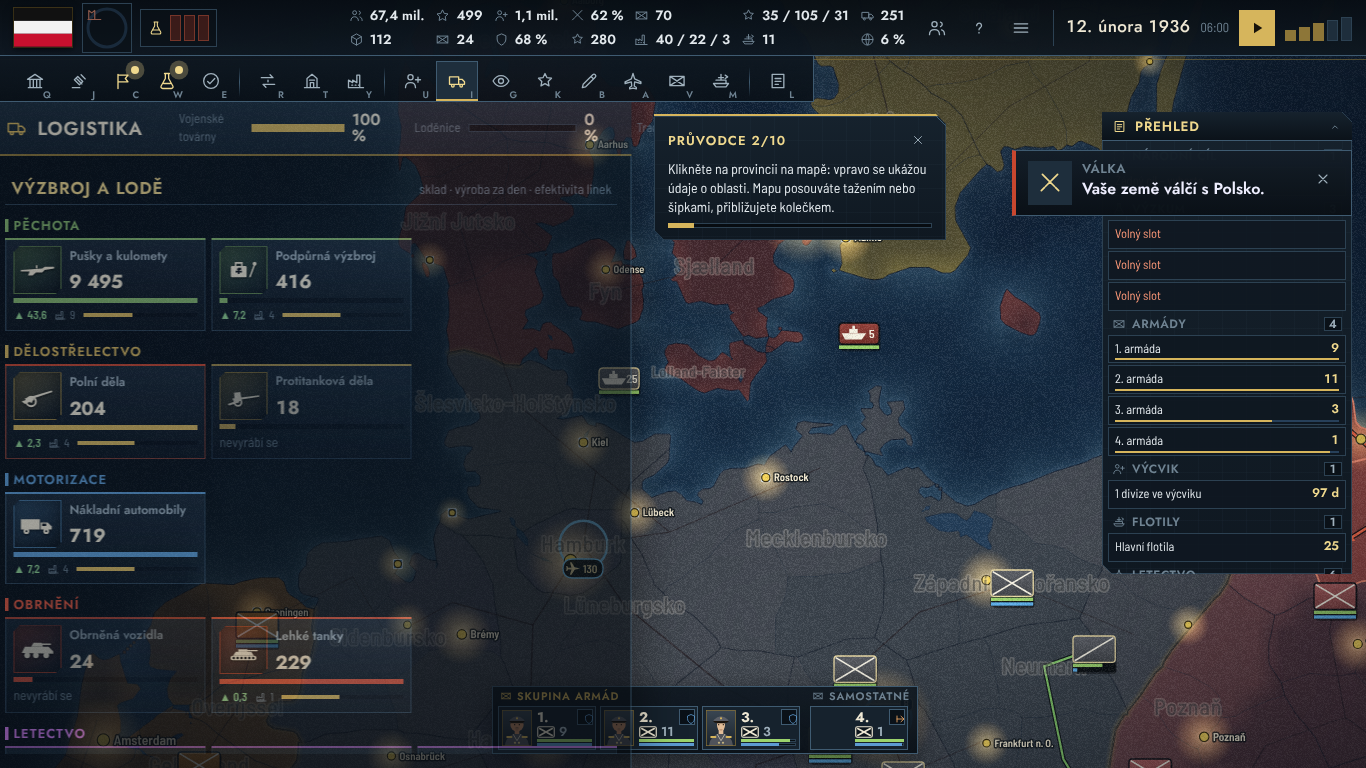 67,4 mil. 499 1,1 mil. 62 % 70 35 / 105 / 31 251
112 24 68 % 280 40 / 22 / 3 11 6 %
12. února 1936 06:00
Q J C W E R T Y U I G K B A V M L
LOGISTIKA
Vojenské továrny 100 %
Loděnice 0 %
VÝZBROJ A LODĚ
sklad · výroba za den · efektivita linek
PĚCHOTA
Pušky a kulomety
9 495
▲ 43,6 9
Podpůrná výzbroj
416
▲ 7,2 4
DĚLOSTŘELECTVO
Polní děla
204
▲ 2,3 4
Protitanková děla
18
nevyrábí se
MOTORIZACE
Nákladní automobily
719
▲ 7,2 4
OBRNĚNÍ
Obrněná vozidla
24
nevyrábí se
Lehké tanky
229
▲ 0,3 1
LETECTVO
PRŮVODCE 2/10
Klikněte na provincii na mapě: vpravo se ukážou
údaje o oblasti. Mapu posouváte tažením nebo
šipkami, přibližujete kolečkem.
PŘEHLED
VÁLKA
Vaše země válčí s Polsko.
Volný slot
Volný slot
Volný slot
ARMÁDY 4
1. armáda 9
2. armáda 11
3. armáda 3
4. armáda 1
VÝCVIK 1
1 divize ve výcviku 97 d
FLOTILY 1
Hlavní flotila 25
Aarhus
Jižní Jutsko
Odense
Fyn
Sjælland
5
25
Lolland-Falster
Šlesvicko-Holštýnsko
Kiel
Rostock
Lübeck
Hamburk
130
Mecklenbursko
Lüneburgsko
Brémy
Neumark
Poznaň
Poznaň
Frankfurt n. O.
Amsterdam
Osnabrück
SKUPINA ARMÁD
1. 9
2. 11
3. 3
SAMOSTATNÉ
4. 1